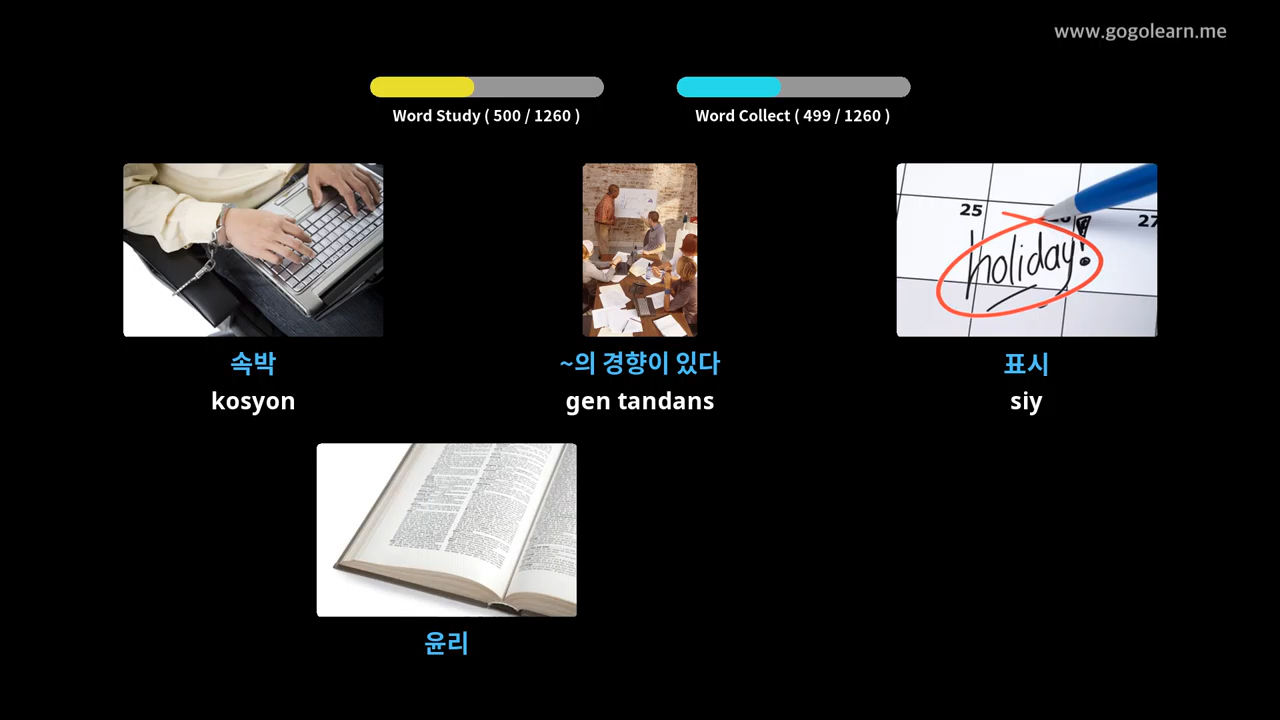 www.gogolearn.me
Word Study ( 500 / 1260 )
Word Collect ( 499 / 1260 )
25
27
holiday!
속박
~의 경향이 있다
표시
kosyon
gen tandans
siy
윤리